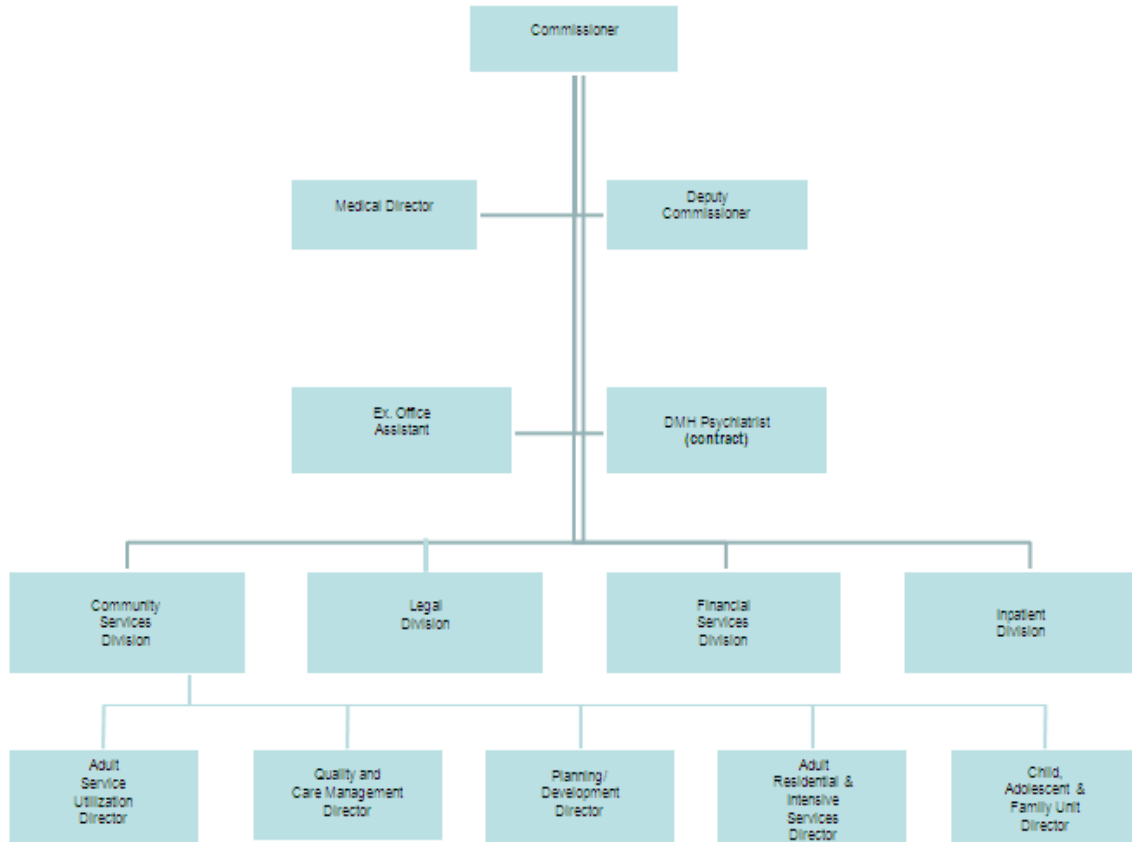 Commissioner
Medical Director
Deputy
Commissioner
Ex. Office
Assistant
DMH Psychiatrist
(contract)
Community
Services
Division
Legal
Division
Financial
Services
Division
Inpatient
Division
Adult
Service
Utilization
Director
Quality and
Care Management
Director
Planning/
Development
Director
Adult
Residential &
Intensive
Services
Director
Child,
Adolescent &
Family Unit
Director